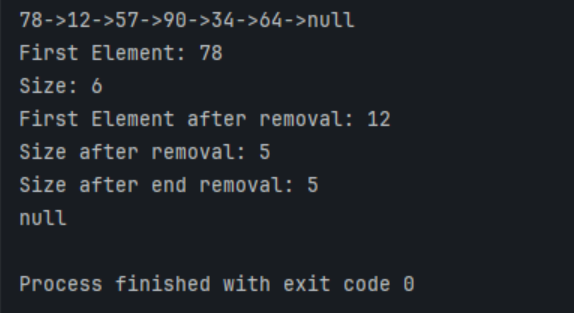 78->12->57->90->34->64->null
First Element: 78
Size: 6
First Element after removal: 12
Size after removal: 5
Size after end removal: 5
null
Process finished with exit code 0